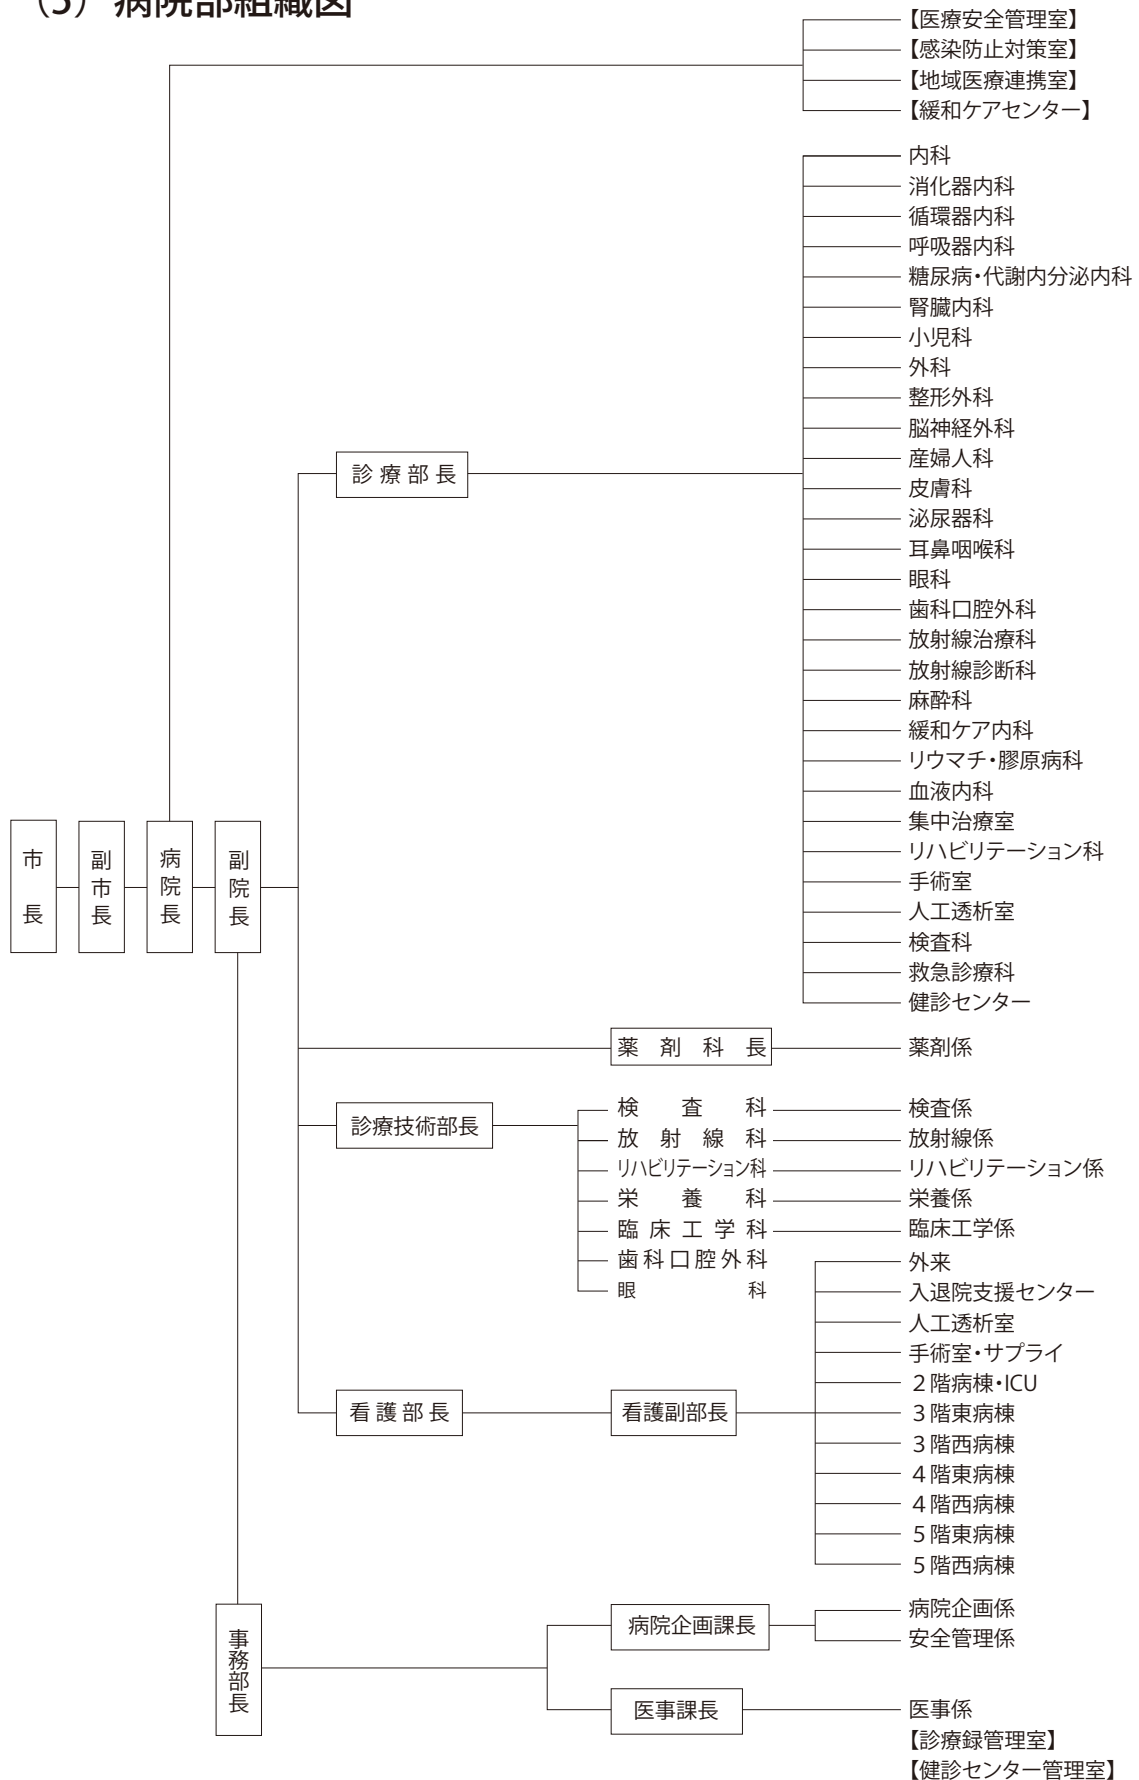 （5）病院部組織図
【医療安全管理室】
【感染防止対策室】
【地域医療連携室】
【緩和ケアセンター】
内科
消化器内科
循環器内科
呼吸器内科
糖尿病・代謝内分泌内科
腎臓内科
小児科
外科
整形外科
脳神経外科
産婦人科
皮膚科
泌尿器科
耳鼻咽喉科
眼科
歯科口腔外科
放射線治療科
放射線診断科
麻酔科
緩和ケア内科
リウマチ・膠原病科
血液内科
集中治療室
リハビリテーション科
手術室
人工透析室
検査科
救急診療科
健診センター
診療部長
市長
副市長
病院長
副院長
薬剤科長
薬剤係
診療技術部長
検査科
検査係
放射線科
放射線係
リハビリテーション科
リハビリテーション係
栄養科
栄養係
臨床工学科
臨床工学係
歯科口腔外科
眼科
看護部長
看護副部長
外来
入退院支援センター
人工透析室
手術室・サプライ
２階病棟・ICU
３階東病棟
３階西病棟
４階東病棟
４階西病棟
５階東病棟
５階西病棟
事務部長
病院企画課長
病院企画係
安全管理係
医事課長
医事係
【診療録管理室】
【健診センター管理室】